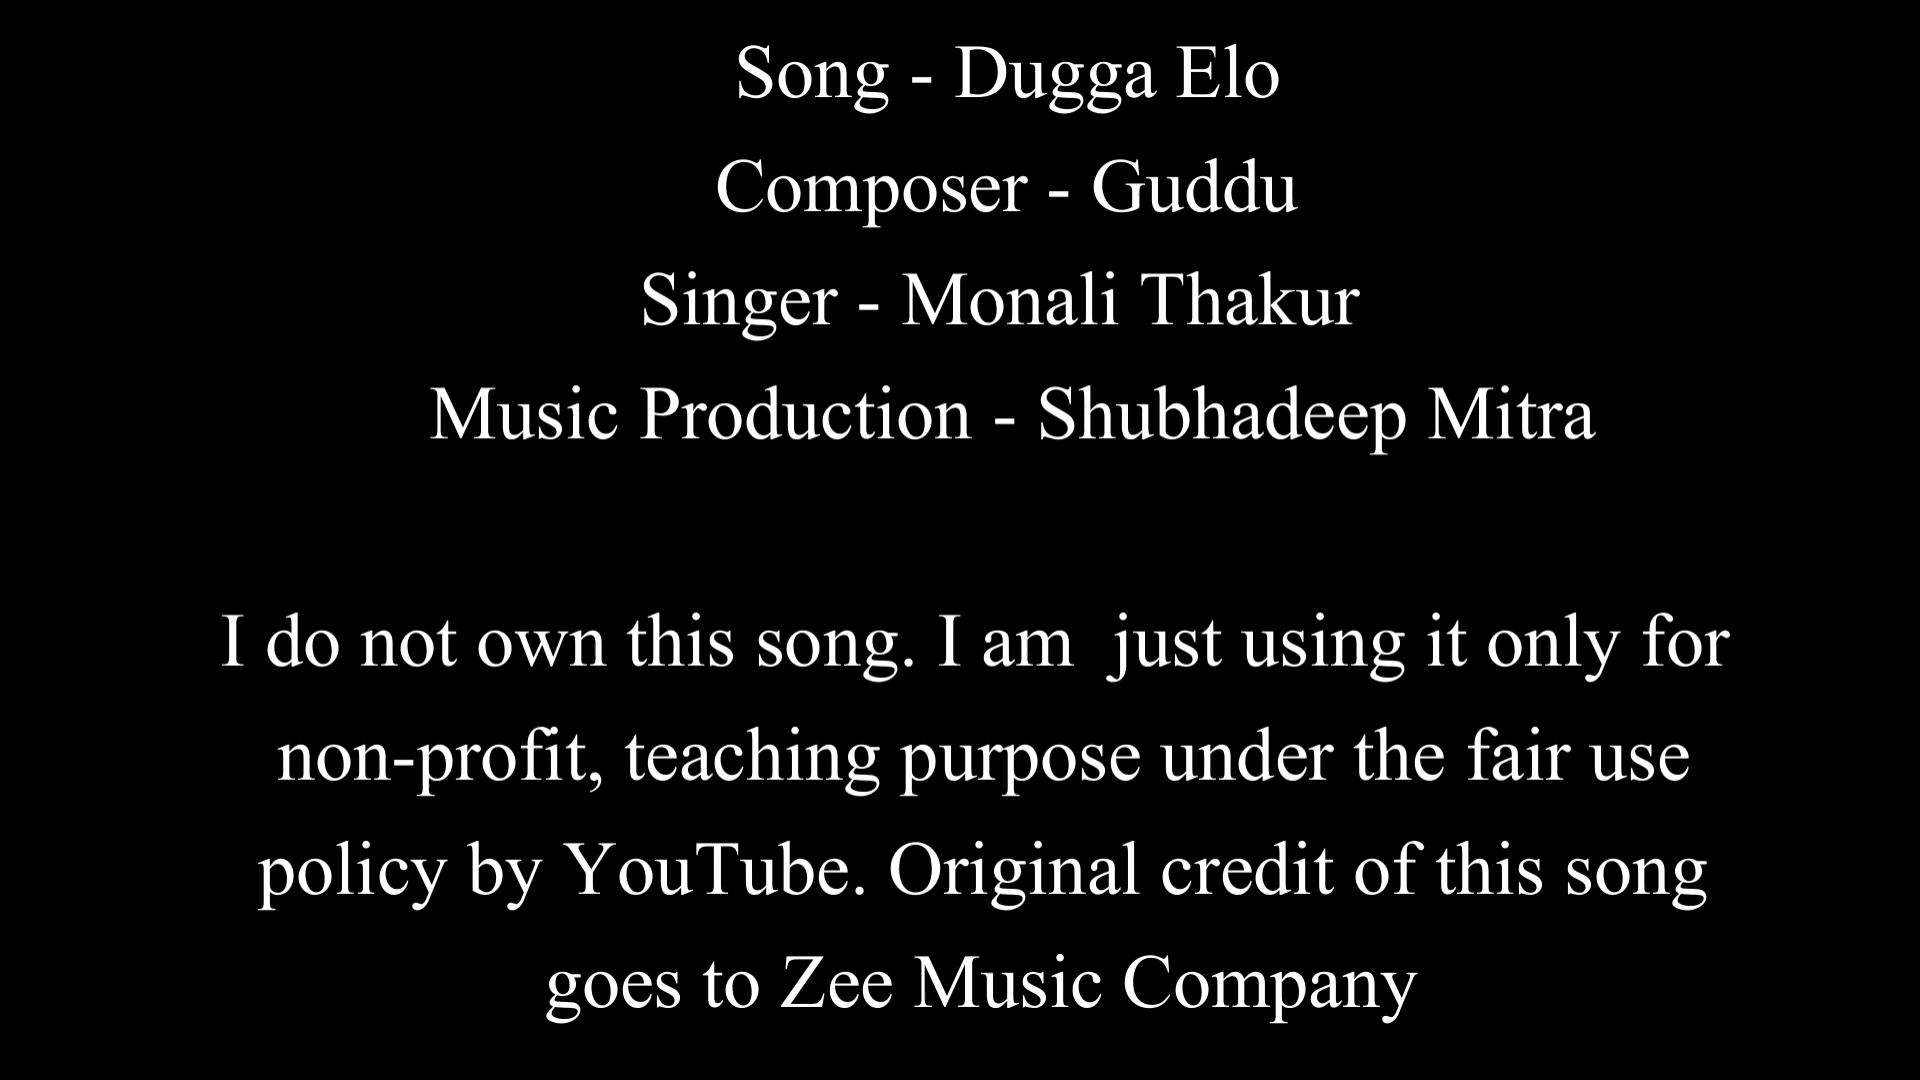 Song - Dugga Elo
Composer - Guddu
Singer - Monali Thakur
Music Production - Shubhadeep Mitra
I do not own this song. I am  just using it only for
non-profit, teaching purpose under the fair use
policy by YouTube. Original credit of this song
goes to Zee Music Company